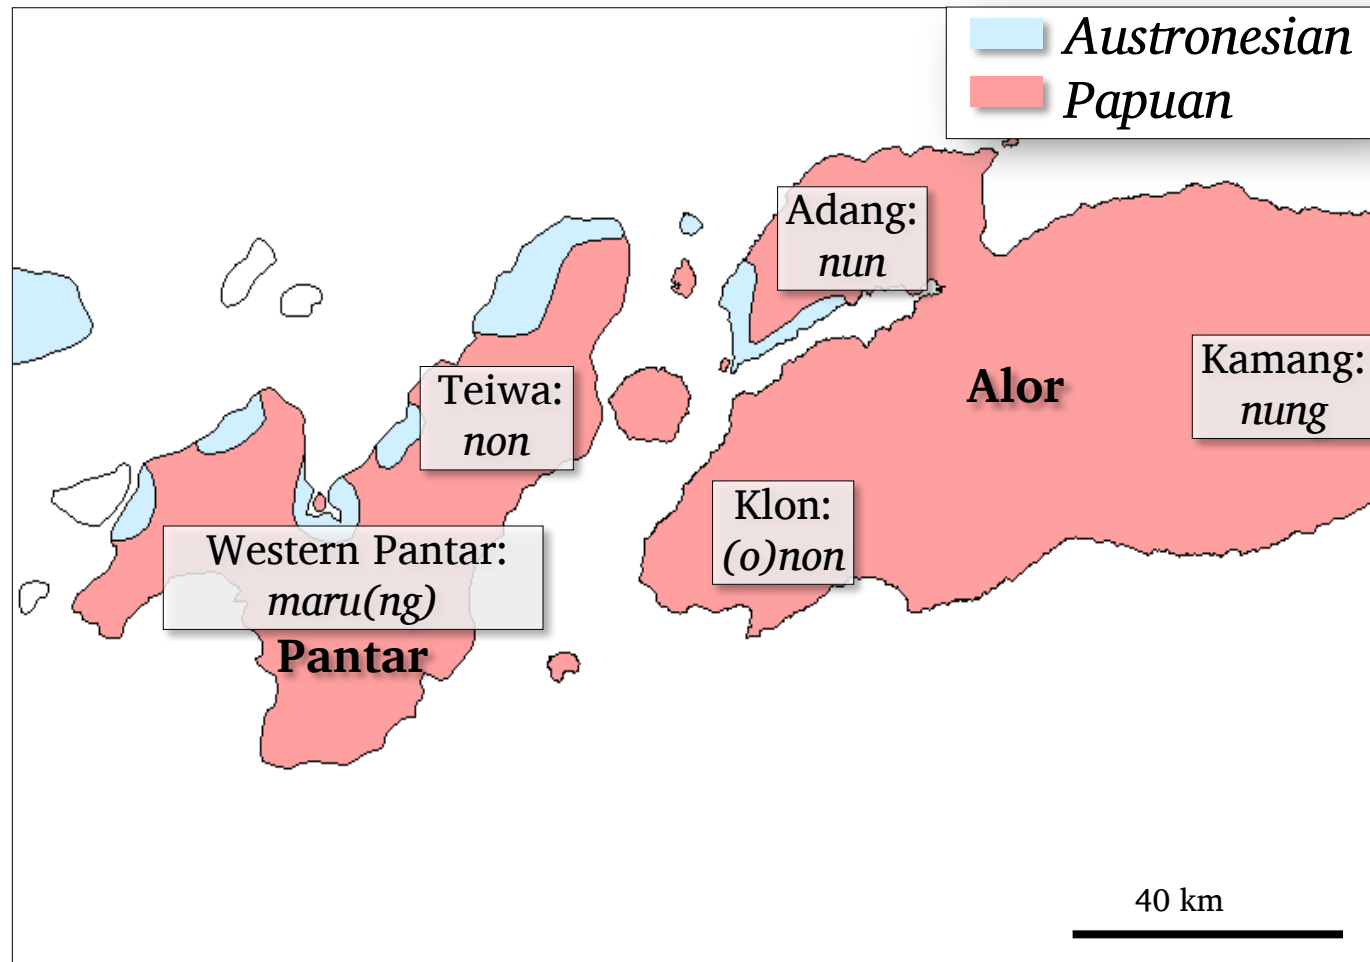 Austronesian
Papuan
Adang:
nun
Kamang:
nung
Alor
Teiwa:
non
Klon:
(o)non
Western Pantar:
maru(ng)
Pantar
40 km